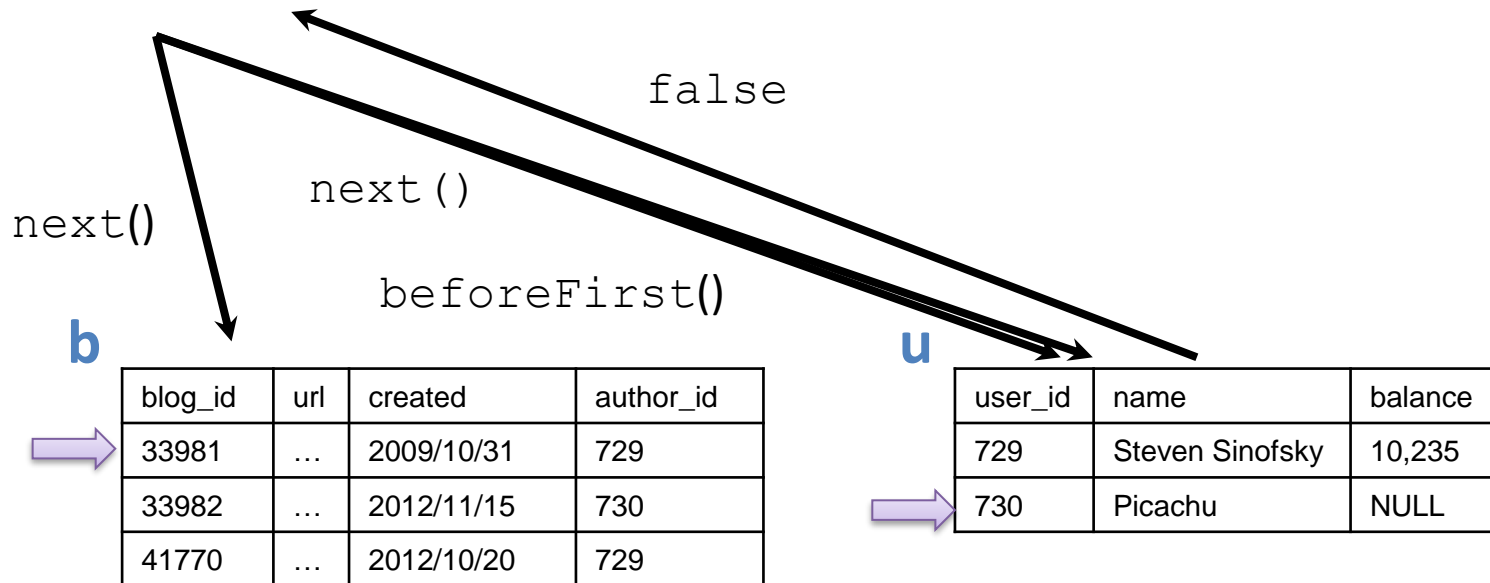 false
next()
next()
beforeFirst()
b
u
blog_id url created author_id
33981 … 2009/10/31 729
33982 … 2012/11/15 730
41770 … 2012/10/20 729
user_id name balance
729 Steven Sinofsky 10,235
730 Picachu NULL